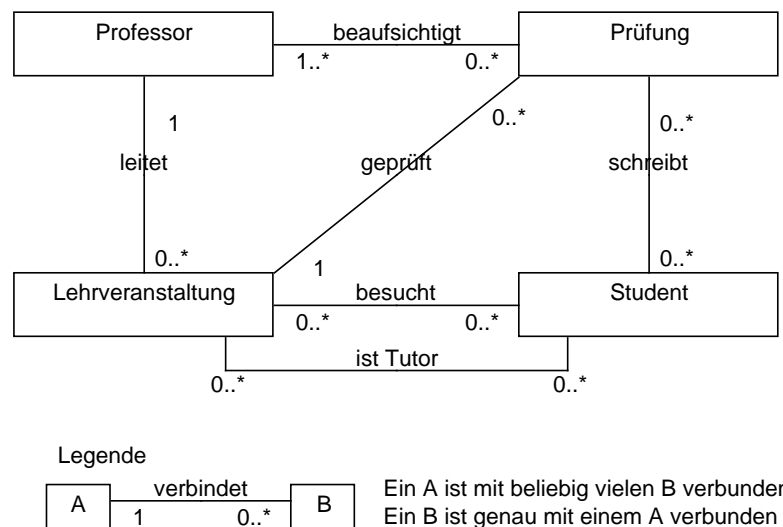 Professor beaufsichtigt Prüfung
1..* 0..*
1 0..* 0..*
leitet geprüft schreibt
0..* 1 0..*
Lehrveranstaltung besucht Student
0..* 0..*
ist Tutor
0..* 0..*
Legende
A verbindet B Ein A ist mit beliebig vielen B verbunden
1 0..* Ein B ist genau mit einem A verbunden